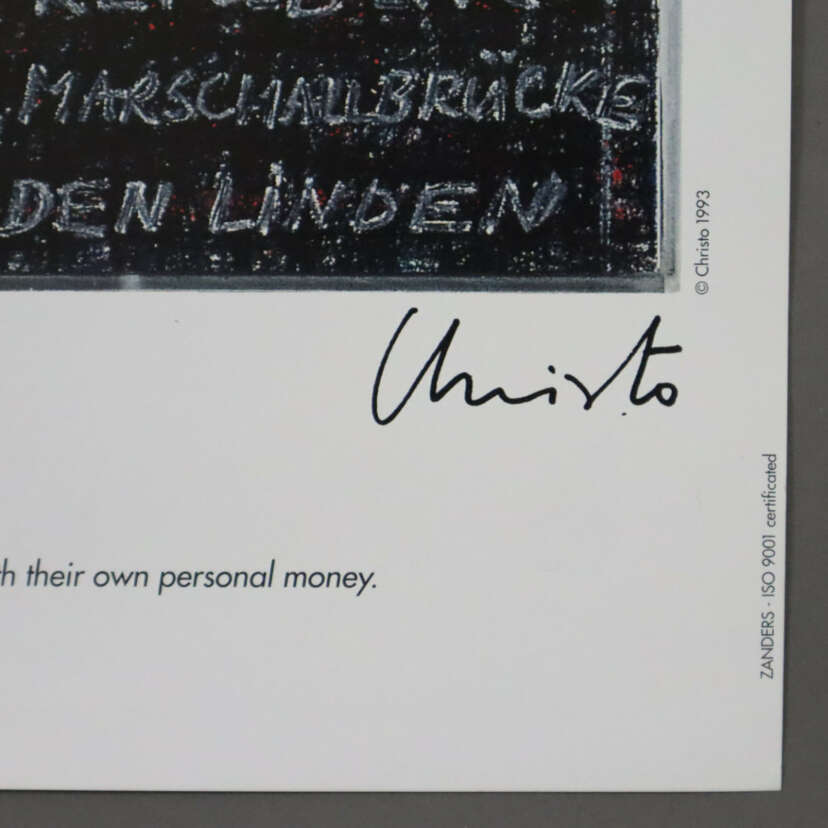 MARSCHALLBRÜCKE
DEN LINDEN
© Christo 1993
Christo
their own personal money.
ZANDERS - ISO 9001 certificated